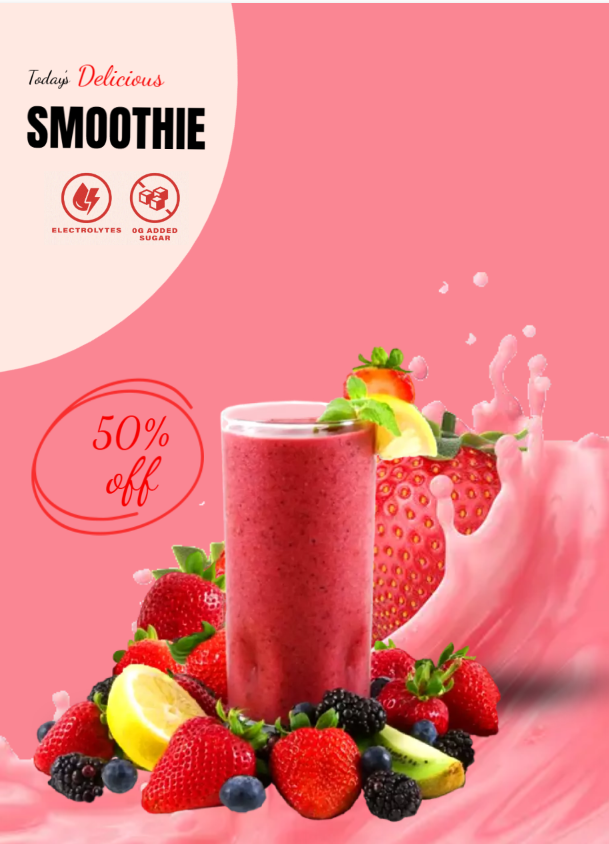 Today's Delicious
SMOOTHIE
ELECTROLYTES
0G ADDED
SUGAR
50%
off